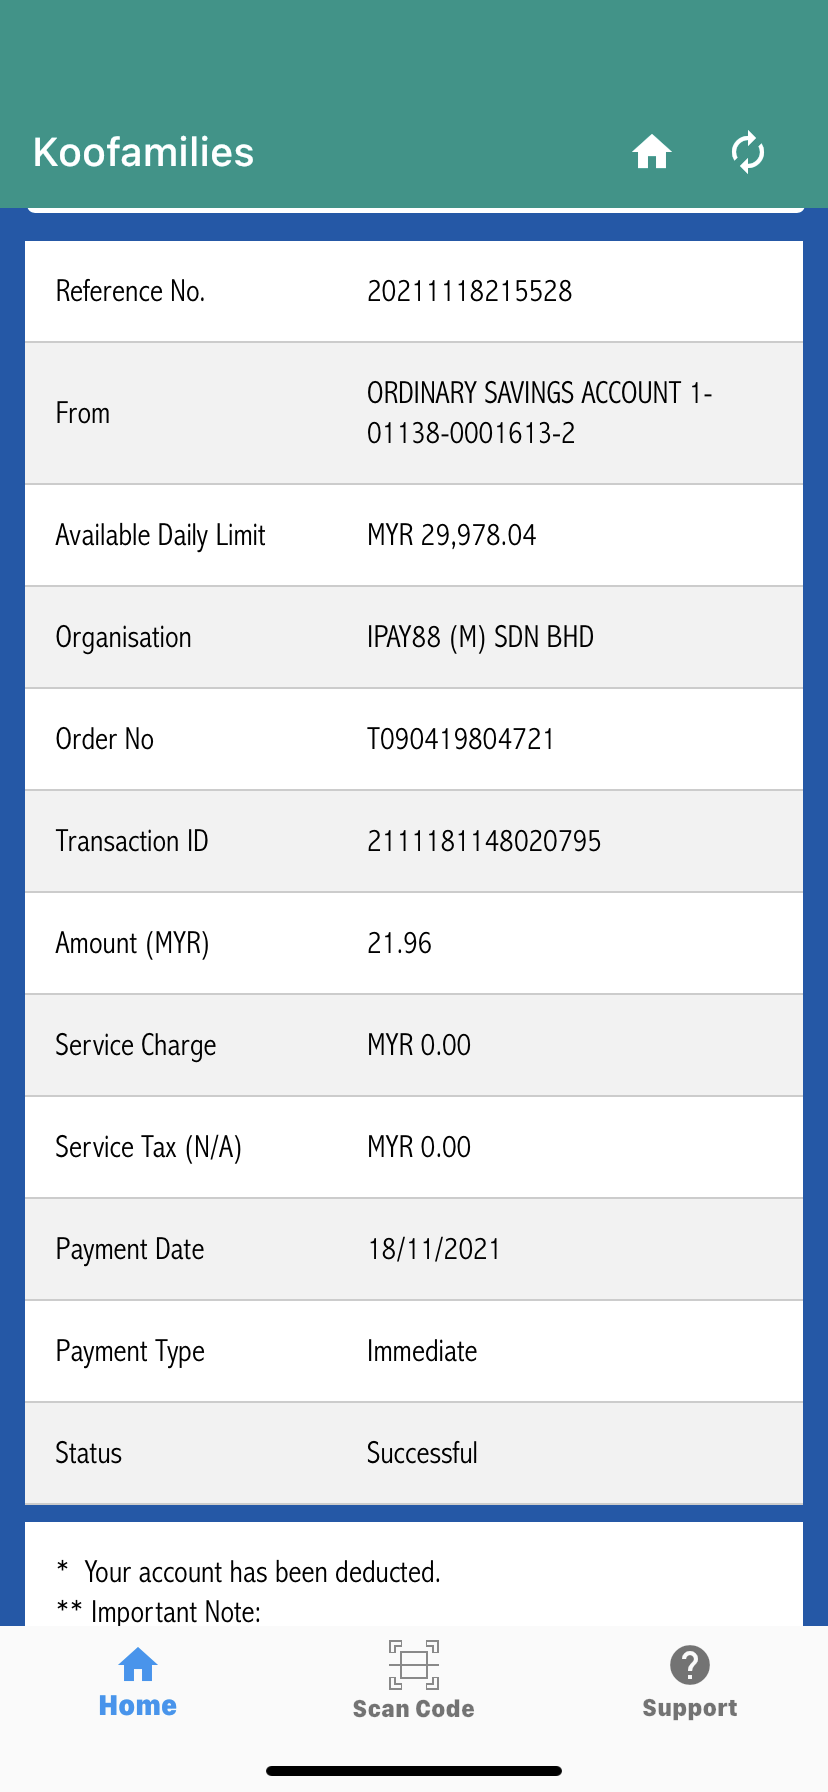 Koofamilies
Reference No. 20211118215528
From ORDINARY SAVINGS ACCOUNT 1-
01138-0001613-2
Available Daily Limit MYR 29,978.04
Organisation IPAY88 (M) SDN BHD
Order No T090419804721
Transaction ID 2111181148020795
Amount (MYR) 21.96
Service Charge MYR 0.00
Service Tax (N/A) MYR 0.00
Payment Date 18/11/2021
Payment Type Immediate
Status Successful
* Your account has been deducted.
** Important Note:
Home Scan Code Support